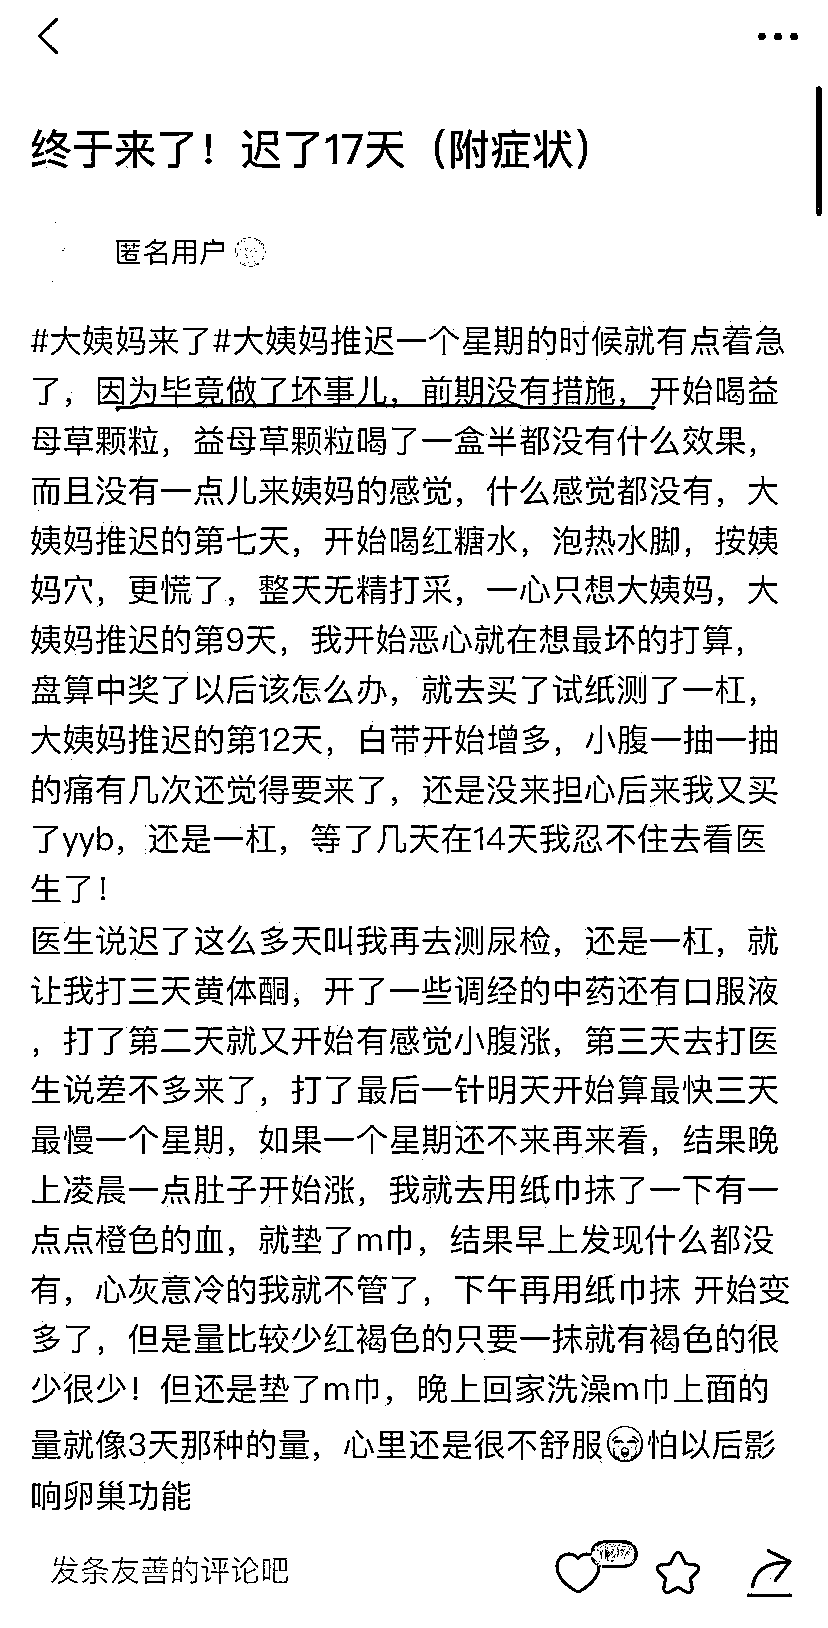 终于来了！迟了17天（附症状）
匿名用户
#大姨妈来了#大姨妈推迟一个星期的时候就有点着急
了，因为毕竟做了坏事儿，前期没有措施，开始喝益
母草颗粒，益母草颗粒喝了一盒半都没有什么效果，
而且没有一点儿来姨妈的感觉，什么感觉都没有，大
姨妈推迟的第七天，开始喝红糖水，泡热水脚，按姨
妈穴，更慌了，整天无精打采，一心只想大姨妈，大
姨妈推迟的第9天，我开始恶心就在想最坏的打算，
盘算中奖了以后该怎么办，就去买了试纸测了一杠，
大姨妈推迟的第12天，白带开始增多，小腹一抽一抽
的痛有几次还觉得要来了，还是没来担心后来我又买
了yyb，还是一杠，等了几天在14天我忍不住去看医
生了！
医生说迟了这么多天叫我再去测尿检，还是一杠，就
让我打三天黄体酮，开了一些调经的中药还有口服液
，打了第二天就又开始有感觉小腹涨，第三天去打医
生说差不多来了，打了最后一针明天开始算最快三天
最慢一个星期，如果一个星期还不来再来看，结果晚
上凌晨一点肚子开始涨，我就去用纸巾抹了一下有一
点点橙色的血，就垫了m巾，结果早上发现什么都没
有，心灰意冷的我就不管了，下午再用纸巾抹 开始变
多了，但是量比较少红褐色的只要一抹就有褐色的很
少很少！但还是垫了m巾，晚上回家洗澡m巾上面的
量就像3天那种的量，心里还是很不舒服😭怕以后影
响卵巢功能
发条友善的评论吧